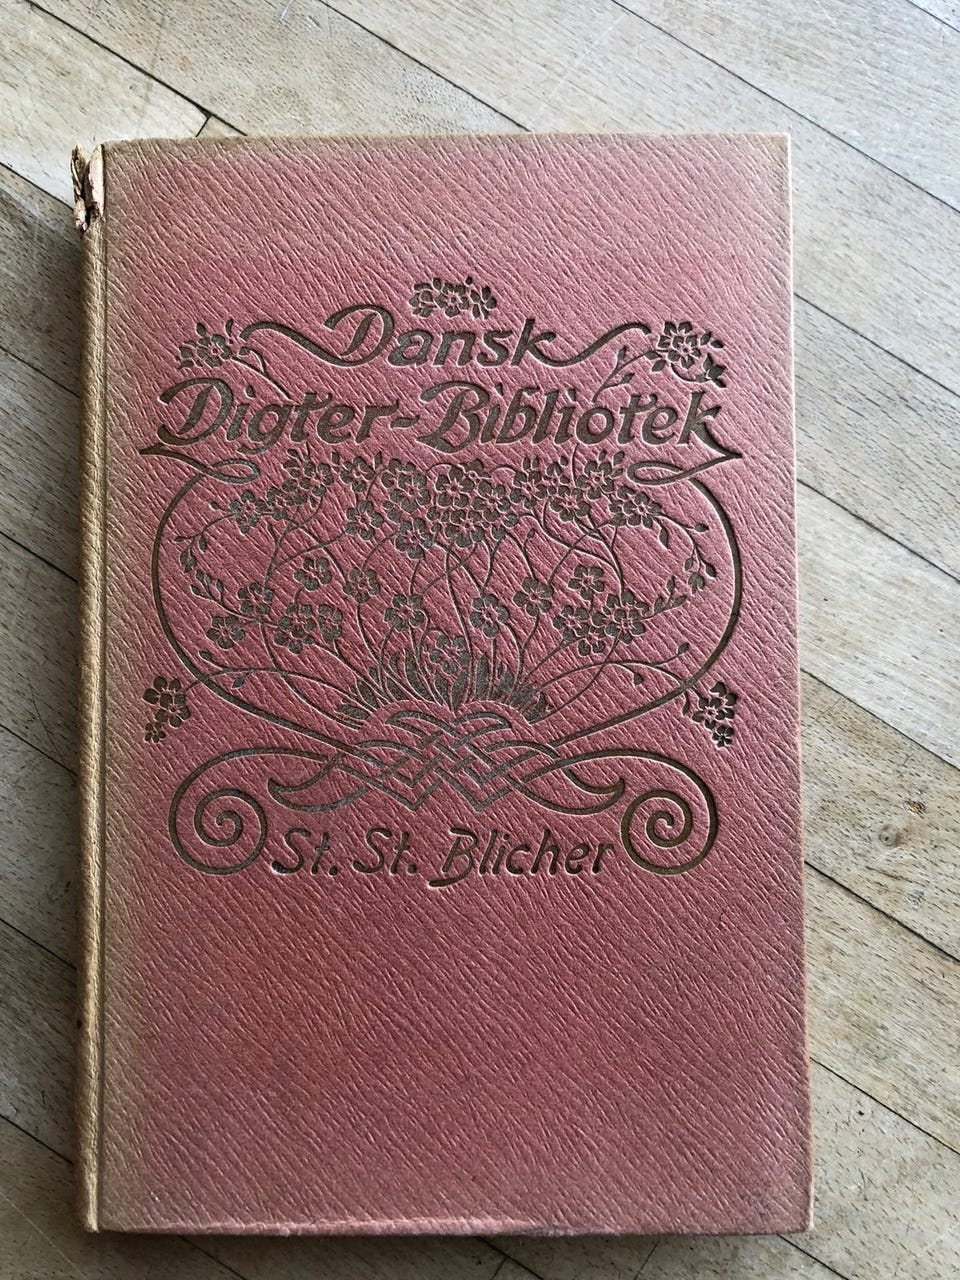 Dansk
Digter-Bibliotek
St. St. Blicher